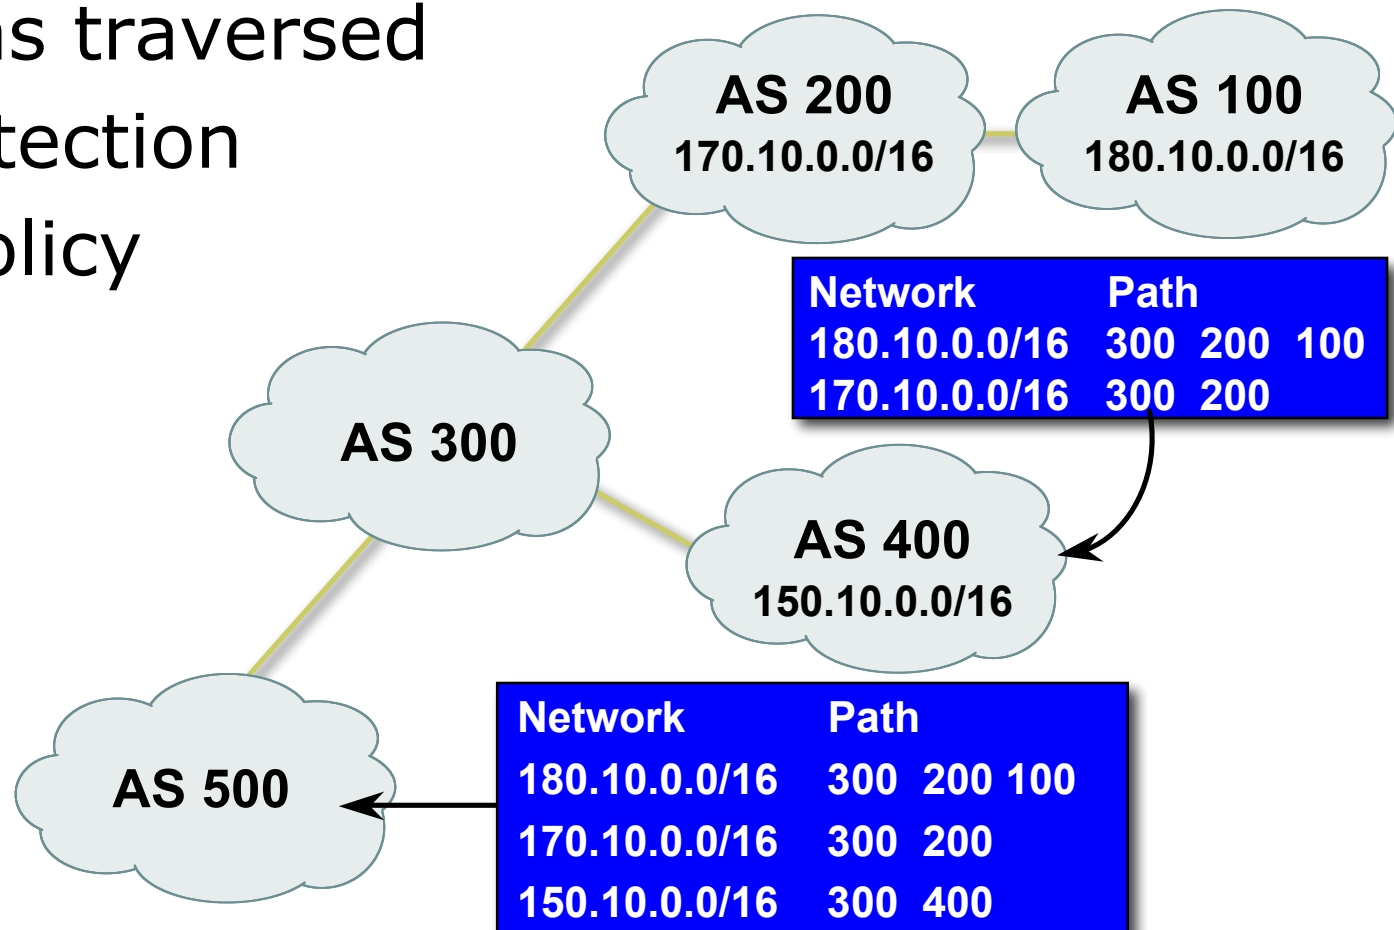 traversed
policy
AS 200
170.10.0.0/16
AS 100
180.10.0.0/16
Network Path
180.10.0.0/16 300 200 100
170.10.0.0/16 300 200
AS 300
AS 400
150.10.0.0/16
AS 500
Network Path
180.10.0.0/16 300 200 100
170.10.0.0/16 300 200
150.10.0.0/16 300 400